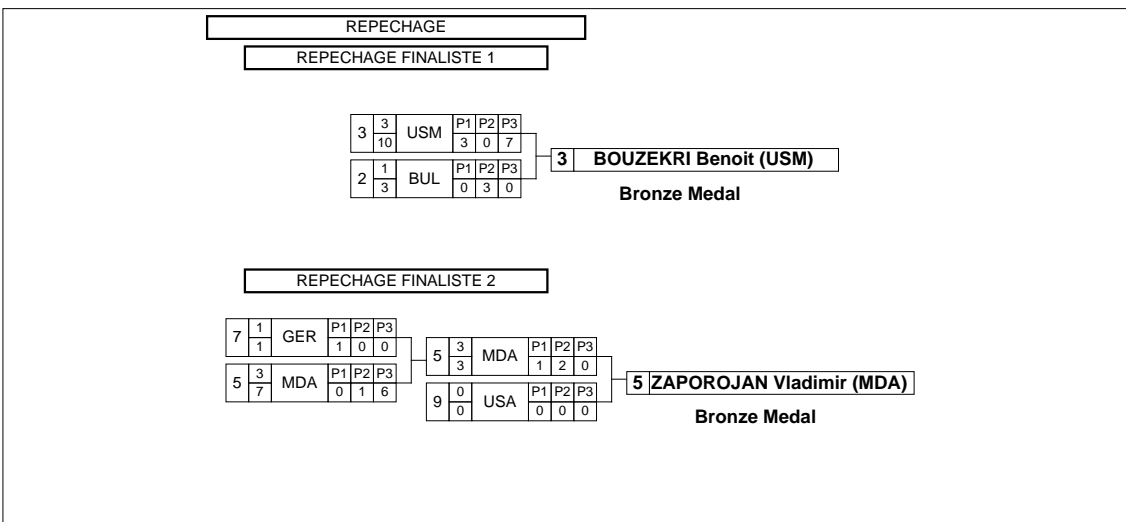 REPECHAGE
REPECHAGE FINALISTE 1
3 3 USM P1 P2 P3
10 3 0 7
3 BOUZEKRI Benoit (USM)
2 1 BUL P1 P2 P3
3 0 3 0
Bronze Medal
REPECHAGE FINALISTE 2
7 1 GER P1 P2 P3
1 1 0 0
5 3 MDA P1 P2 P3
3 1 2 0
5 3 MDA P1 P2 P3
7 0 1 6
5 ZAPOROJAN Vladimir (MDA)
9 0 USA P1 P2 P3
0 0 0 0
Bronze Medal